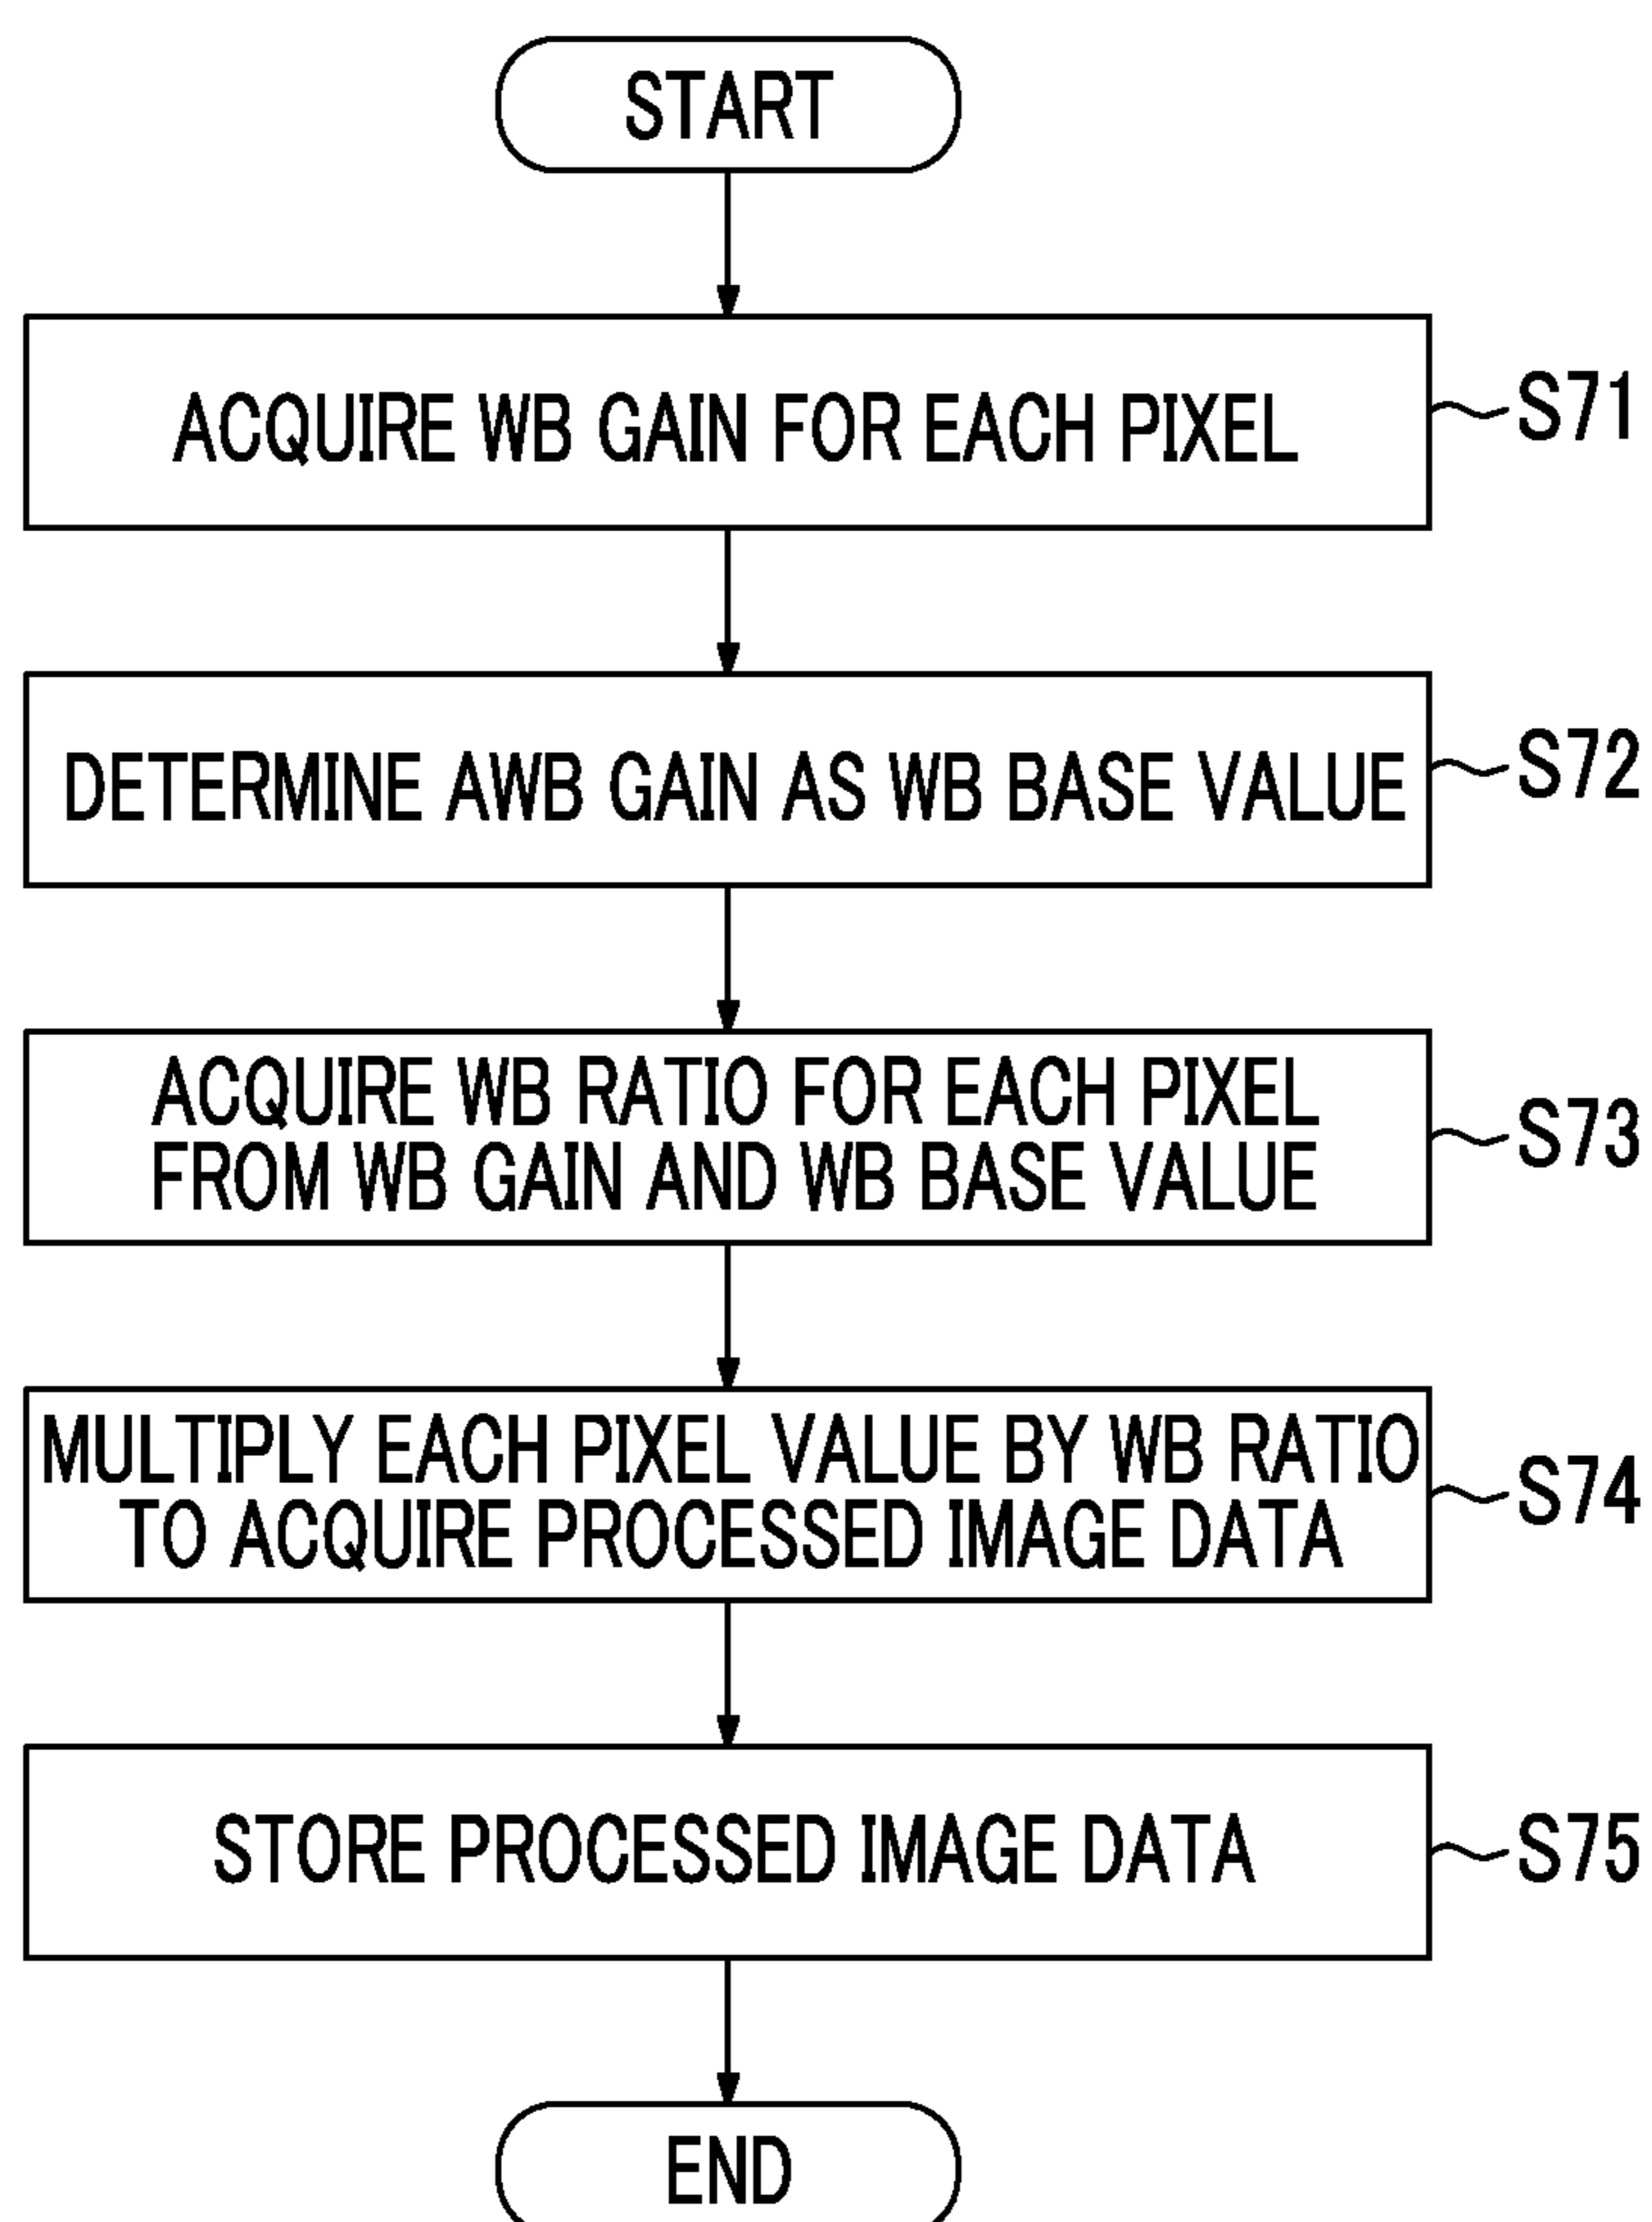 START
ACQUIRE WB GAIN FOR EACH PIXEL
S71
DETERMINE AWB GAIN AS WB BASE VALUE
S72
ACQUIRE WB RATIO FOR EACH PIXEL
FROM WB GAIN AND WB BASE VALUE
S73
MULTIPLY EACH PIXEL VALUE BY WB RATIO
TO ACQUIRE PROCESSED IMAGE DATA
S74
STORE PROCESSED IMAGE DATA
S75
END